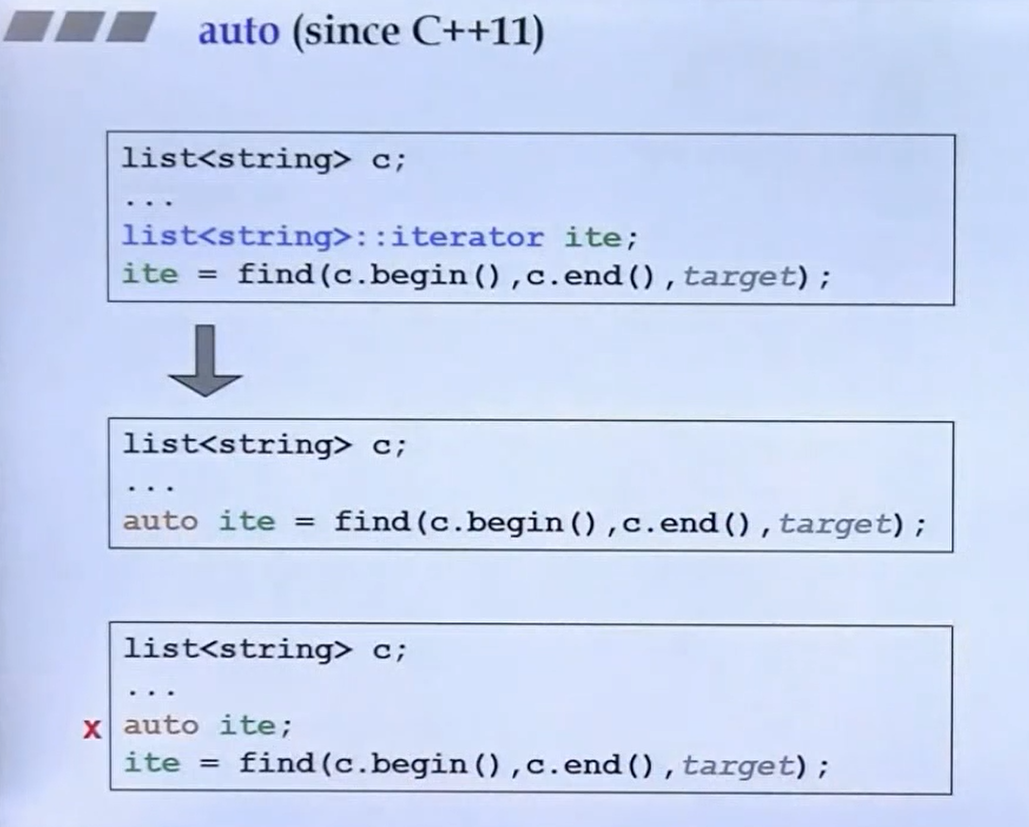 auto (since C++11)
list<string> c;
...
list<string>::iterator ite;
ite = find(c.begin(),c.end(),target);
list<string> c;
...
auto ite = find(c.begin(),c.end(),target);
list<string> c;
...
x auto ite;
ite = find(c.begin(),c.end(),target);